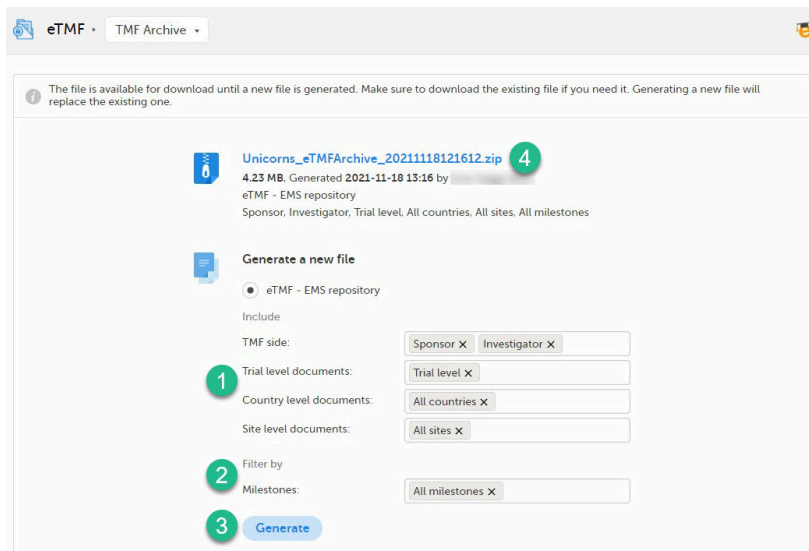 eTMF
TMF Archive
The file is available for download until a new file is generated. Make sure to download the existing file if you need it. Generating a new file will
replace the existing one.
Unicorns_eTMFArchive_20211118121612.zip 4
4.23 MB. Generated 2021-11-18 13:16 by
eTMF - EMS repository
Sponsor, Investigator, Trial level, All countries, All sites, All milestones
Generate a new file
eTMF - EMS repository
Include
TMF side: Sponsor X Investigator X
1
Trial level documents: Trial level X
Country level documents: All countries X
Site level documents: All sites X
2
Filter by
Milestones: All milestones X
3 Generate